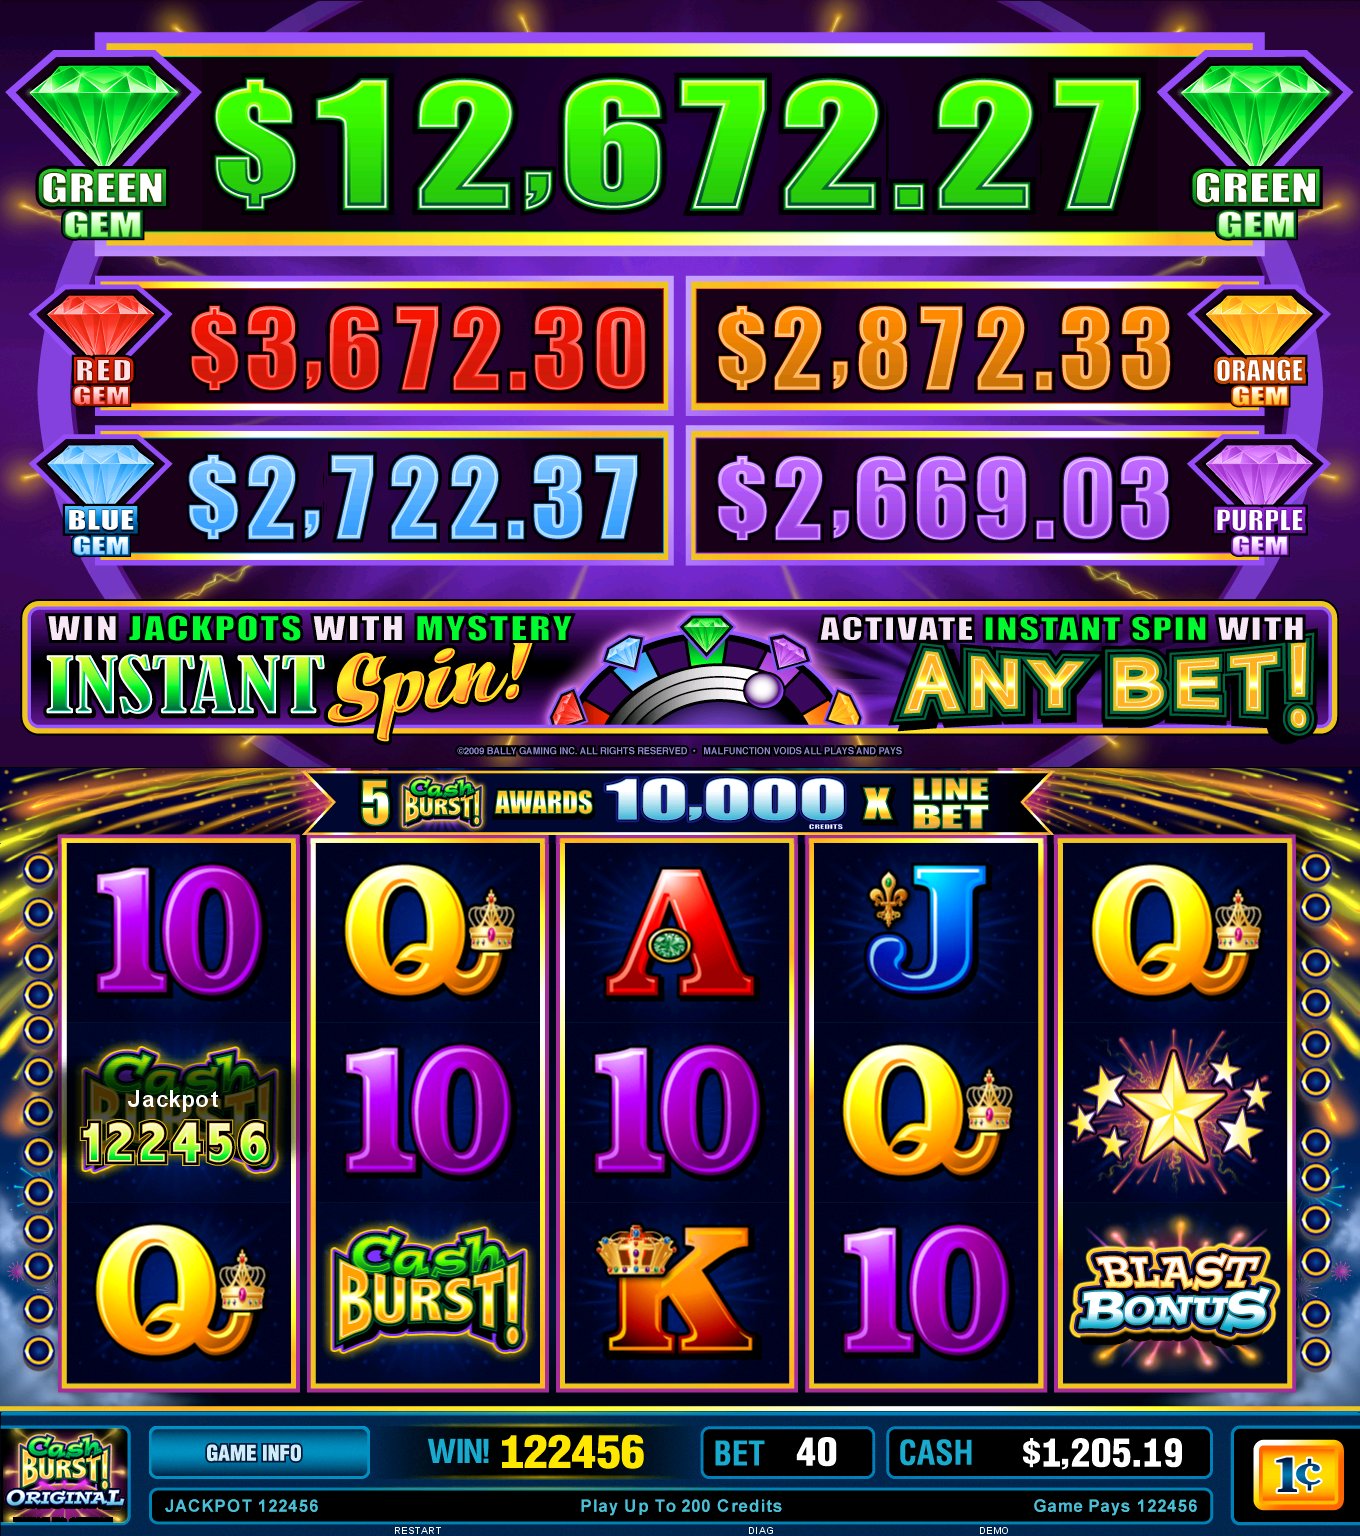 $12,672.27
GREEN GEM
GREEN GEM
$3,672.30
RED GEM
$2,872.33
ORANGE GEM
$2,722.37
BLUE GEM
$2,669.03
PURPLE GEM
WIN JACKPOTS WITH MYSTERY
INSTANT Spin!
ACTIVATE INSTANT SPIN WITH
ANY BET!
©2009 BALLY GAMING INC. ALL RIGHTS RESERVED • MALFUNCTION VOIDS ALL PLAYS AND PAYS
5 Cash BURST! AWARDS 10,000 CREDITS X LINE BET
10 Q A J Q
Cash BURST!
Jackpot
122456
10 10 Q
Q Cash BURST! K 10 BLAST BONUS
Cash BURST! ORIGINAL
GAME INFO
WIN! 122456
BET 40
CASH $1,205.19
1¢
JACKPOT 122456
Play Up To 200 Credits
Game Pays 122456
RESTART
DIAG
DEMO